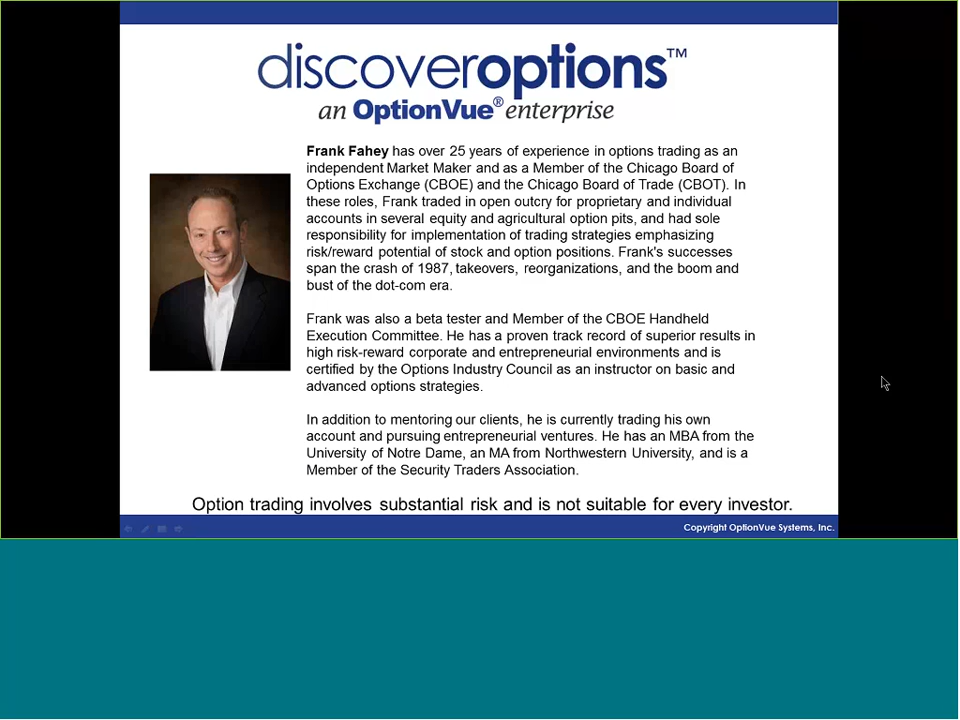 discoveroptions™
an OptionVue® enterprise
Frank Fahey has over 25 years of experience in options trading as an
independent Market Maker and as a Member of the Chicago Board of
Options Exchange (CBOE) and the Chicago Board of Trade (CBOT). In
these roles, Frank traded in open outcry for proprietary and individual
accounts in several equity and agricultural option pits, and had sole
responsibility for implementation of trading strategies emphasizing
risk/reward potential of stock and option positions. Frank's successes
span the crash of 1987, takeovers, reorganizations, and the boom and
bust of the dot-com era.
Frank was also a beta tester and Member of the CBOE Handheld
Execution Committee. He has a proven track record of superior results in
high risk-reward corporate and entrepreneurial environments and is
certified by the Options Industry Council as an instructor on basic and
advanced options strategies.
In addition to mentoring our clients, he is currently trading his own
account and pursuing entrepreneurial ventures. He has an MBA from the
University of Notre Dame, an MA from Northwestern University, and is a
Member of the Security Traders Association.
Option trading involves substantial risk and is not suitable for every investor.
Copyright OptionVue Systems, Inc.